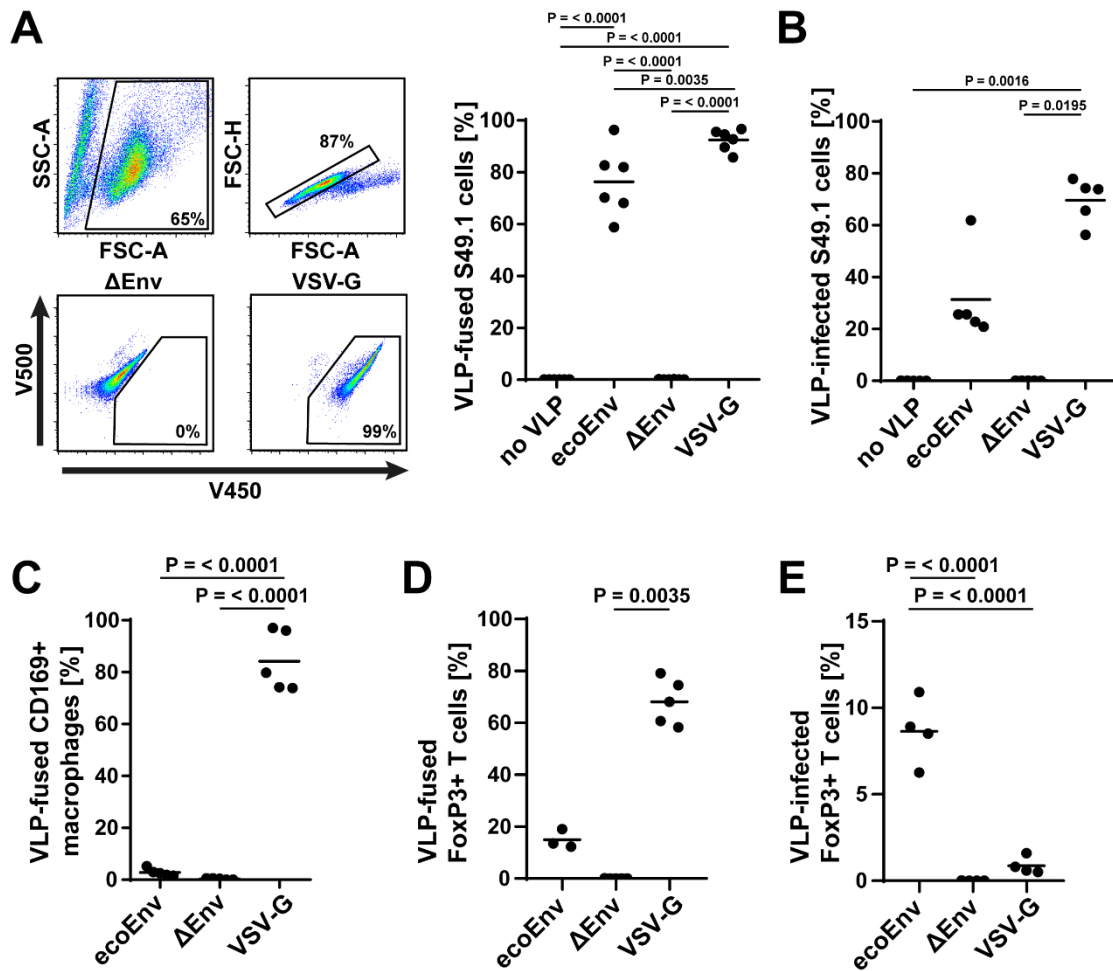 A
SSC-A
65%
FSC-A
FSC-H
87%
FSC-A
ΔEnv
V500
0%
VSV-G
99%
V450
P = < 0.0001
P = < 0.0001
P = < 0.0001
P = 0.0035
P = < 0.0001
VLP-fused S49.1 cells [%]
100
80
60
40
20
0
no VLP
ecoEnv
ΔEnv
VSV-G
B
P = 0.0016
P = 0.0195
VLP-infected S49.1 cells [%]
100
80
60
40
20
0
no VLP
ecoEnv
ΔEnv
VSV-G
C
P = < 0.0001
P = < 0.0001
VLP-fused CD169+
macrophages [%]
100
80
60
40
20
0
ecoEnv
ΔEnv
VSV-G
D
P = 0.0035
VLP-fused
FoxP3+ T cells [%]
100
80
60
40
20
0
ecoEnv
ΔEnv
VSV-G
E
P = < 0.0001
P = < 0.0001
VLP-infected
FoxP3+ T cells [%]
15
10
5
0
ecoEnv
ΔEnv
VSV-G